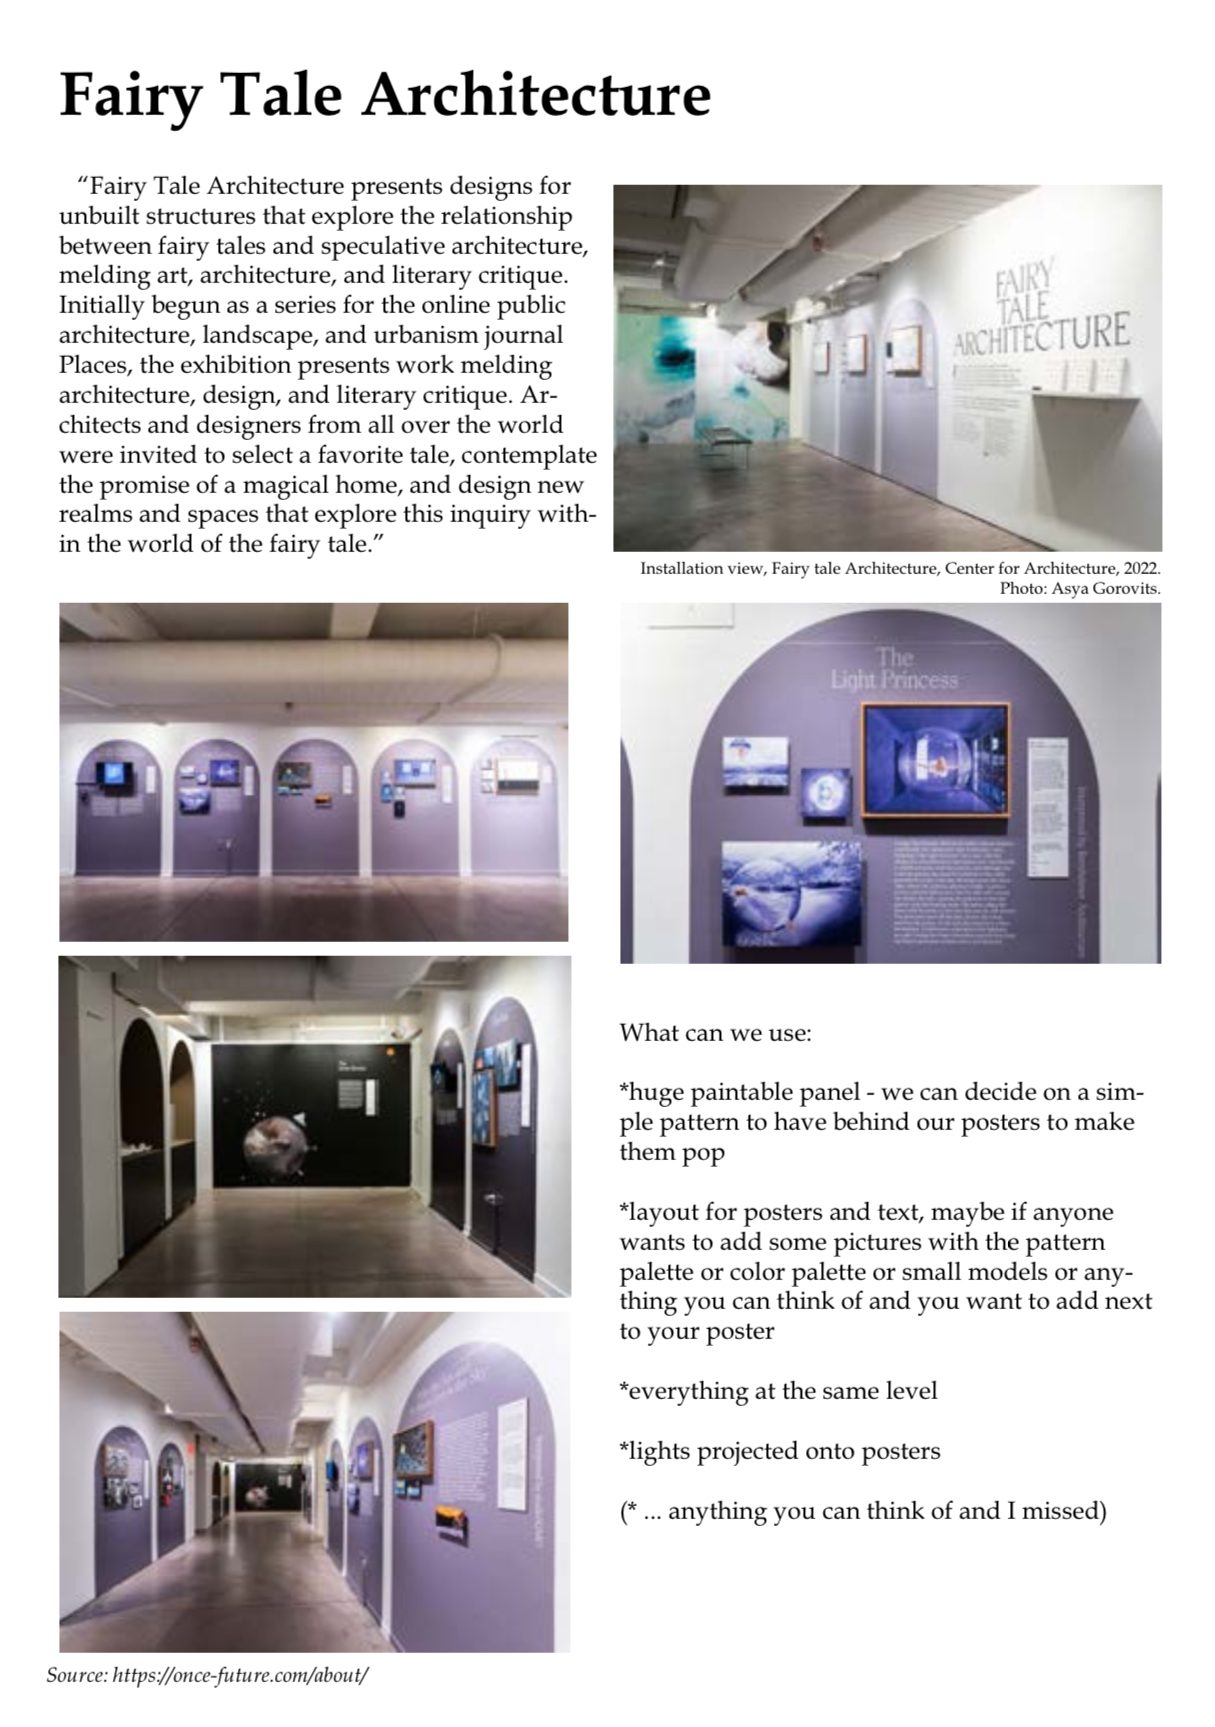 Fairy Tale Architecture
“Fairy Tale Architecture presents designs for
unbuilt structures that explore the relationship
between fairy tales and speculative architecture,
melding art, architecture, and literary critique.
Initially begun as a series for the online public
architecture, landscape, and urbanism journal
Places, the exhibition presents work melding
architecture, design, and literary critique. Ar-
chitects and designers from all over the world
were invited to select a favorite tale, contemplate
the promise of a magical home, and design new
realms and spaces that explore this inquiry with-
in the world of the fairy tale.”
FAIRY
TALE
ARCHITECTURE
Installation view, Fairy tale Architecture, Center for Architecture, 2022.
Photo: Asya Gorovits.
The
Light Princess
What can we use:
*huge paintable panel - we can decide on a sim-
ple pattern to have behind our posters to make
them pop
*layout for posters and text, maybe if anyone
wants to add some pictures with the pattern
palette or color palette or small models or any-
thing you can think of and you want to add next
to your poster
*everything at the same level
*lights projected onto posters
(* ... anything you can think of and I missed)
Source: https://once-future.com/about/